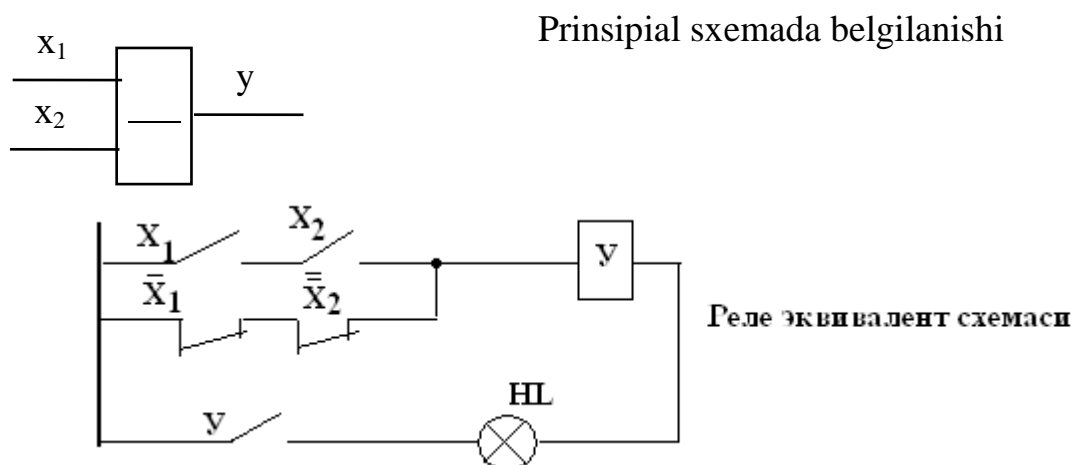 Prinsipial sxemada belgilanishi
x₁
y
x₂
X₁ X₂
y
x̄₁ x̿₂
Реле эквивалент схемаси
HL
y